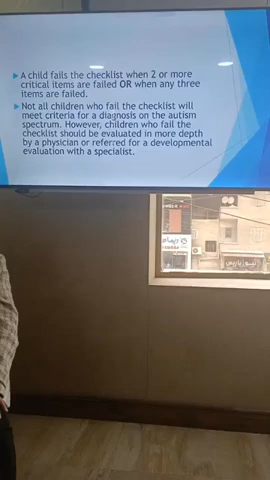 A child fails the checklist when 2 or more
critical items are failed OR when any three
items are failed.
Not all children who fail the checklist will
meet criteria for a diagnosis on the autism
spectrum. However, children who fail the
checklist should be evaluated in more depth
by a physician or referred for a developmental
evaluation with a specialist.